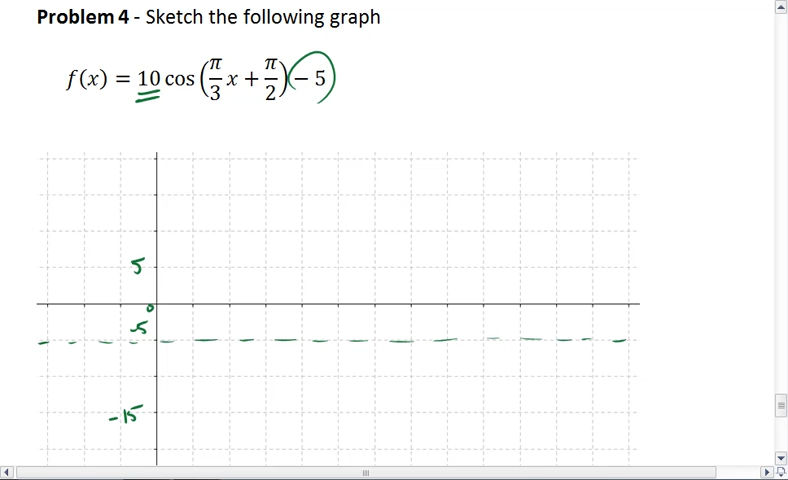 Problem 4 - Sketch the following graph
f(x) = 10 cos(π/3 x + π/2) − 5
5
0
-5
-15